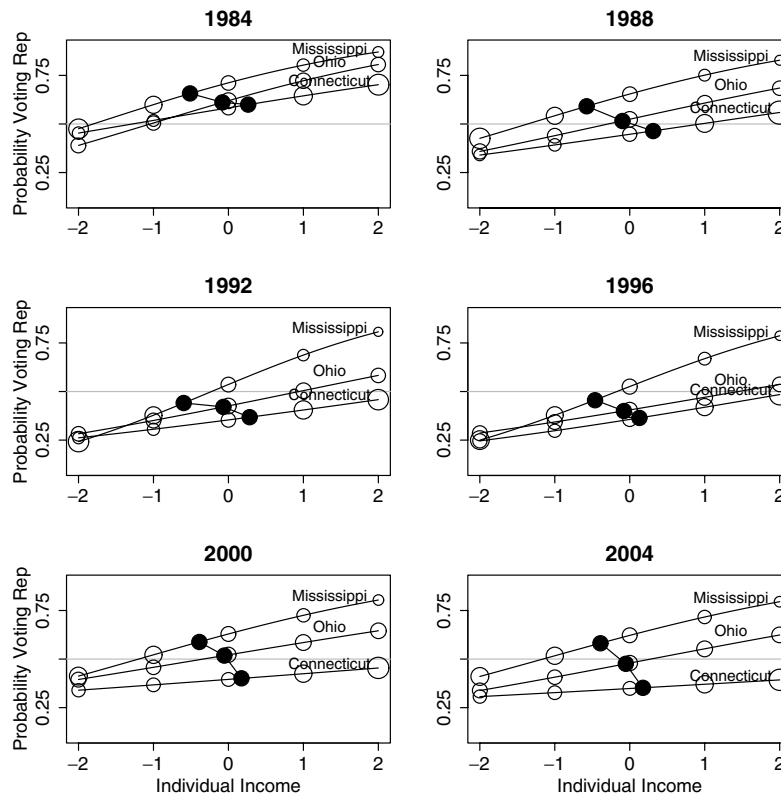 1984
Probability Voting Rep
0.25 0.75
Mississippi
Ohio
Connecticut
−2 −1 0 1 2
1988
0.25 0.75
Mississippi
Ohio
Connecticut
−2 −1 0 1 2
1992
Probability Voting Rep
0.25 0.75
Mississippi
Ohio
Connecticut
−2 −1 0 1 2
1996
0.25 0.75
Mississippi
Ohio
Connecticut
−2 −1 0 1 2
2000
Probability Voting Rep
0.25 0.75
Mississippi
Ohio
Connecticut
−2 −1 0 1 2
Individual Income
2004
0.25 0.75
Mississippi
Ohio
Connecticut
−2 −1 0 1 2
Individual Income